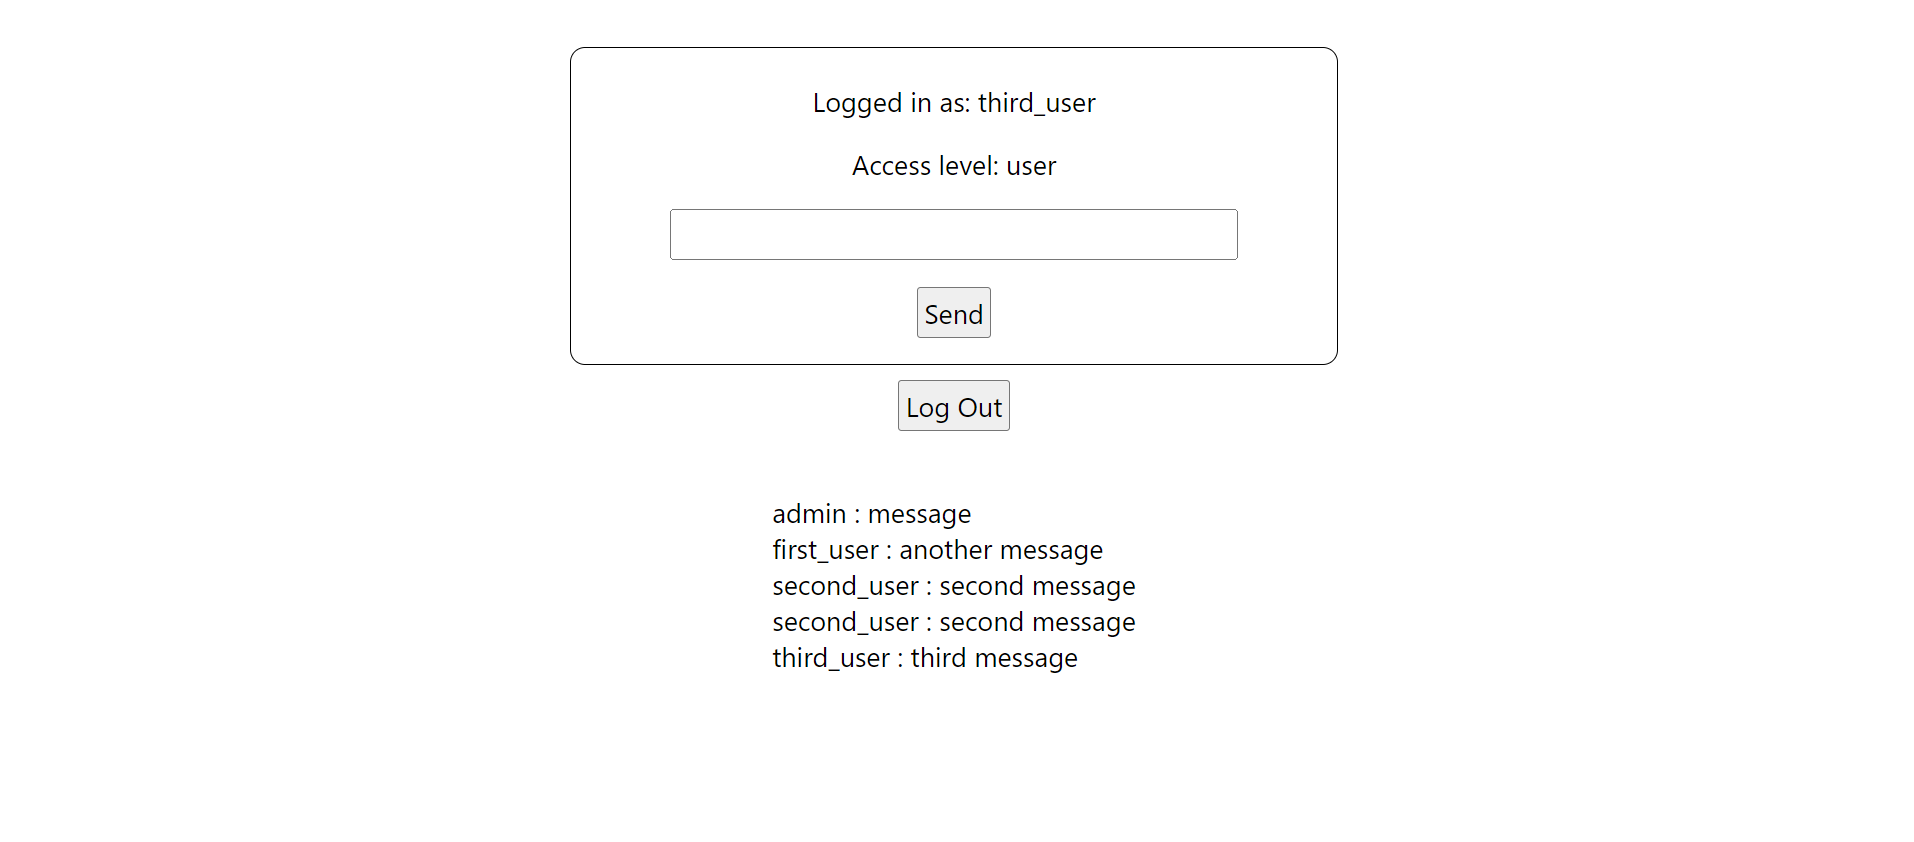 Logged in as: third_user
Access level: user
Send
Log Out
admin : message
first_user : another message
second_user : second message
second_user : second message
third_user : third message